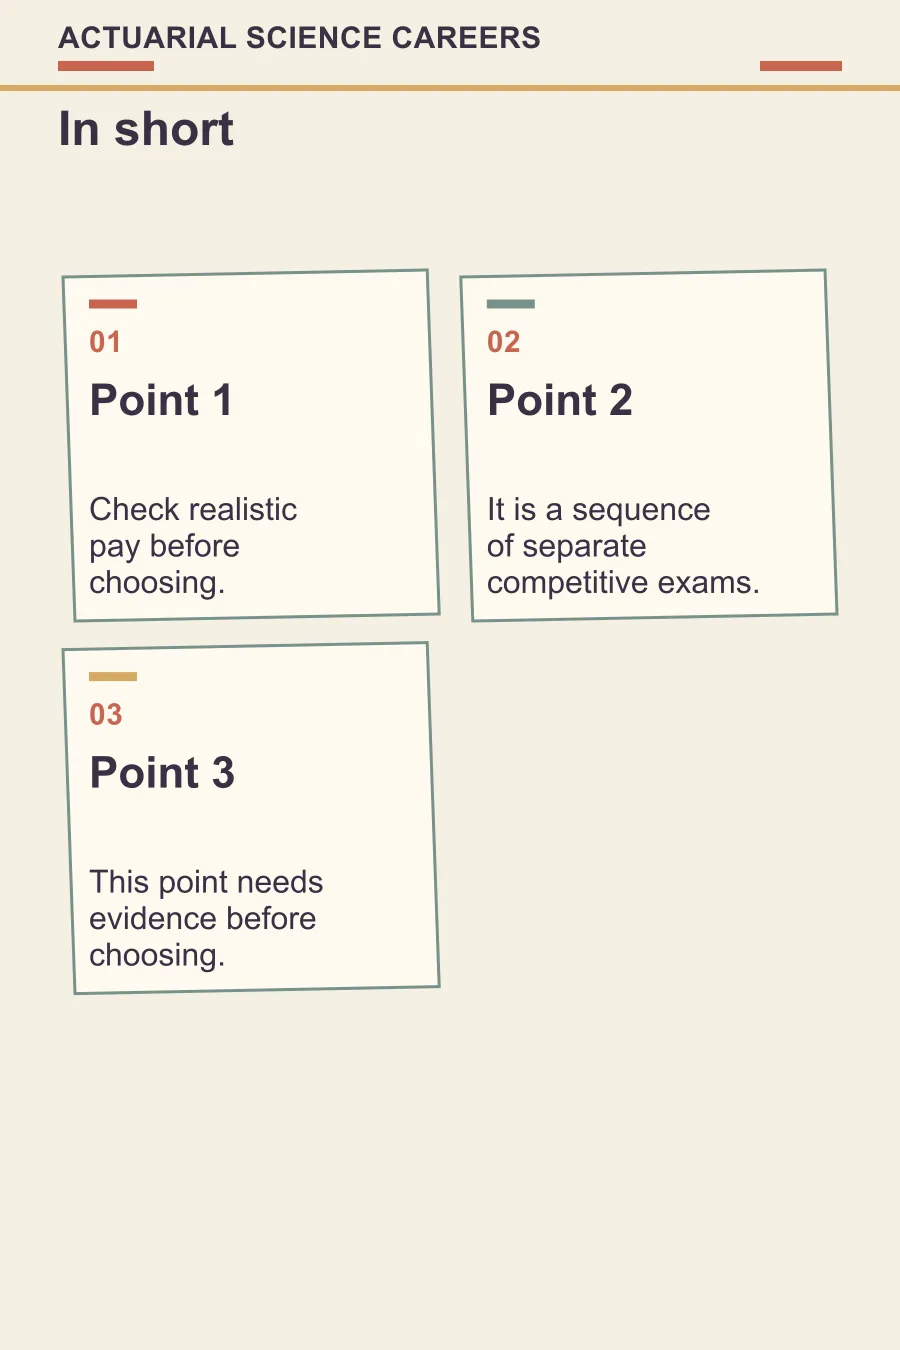 ACTUARIAL SCIENCE CAREERS
In short
01
Point 1
Check realistic
pay before
choosing.
02
Point 2
It is a sequence
of separate
competitive exams.
03
Point 3
This point needs
evidence before
choosing.